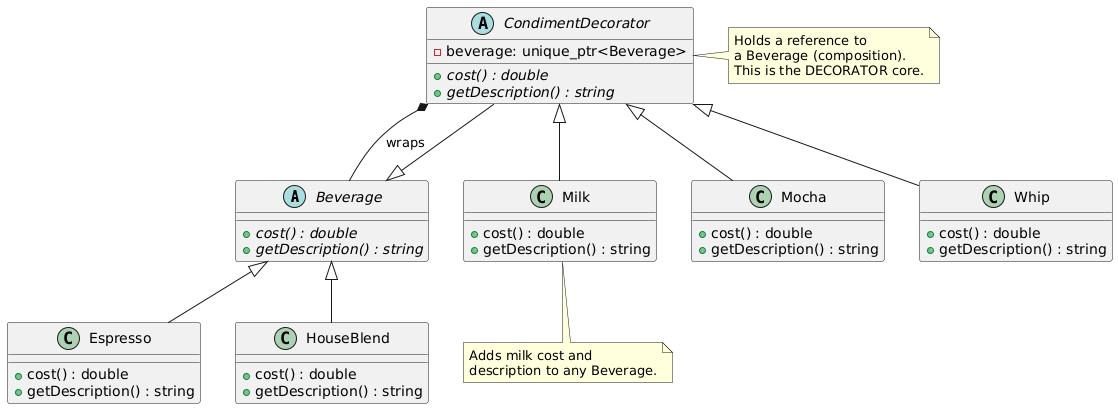 A CondimentDecorator
beverage: unique_ptr<Beverage>
cost() : double
getDescription() : string
Holds a reference to
a Beverage (composition).
This is the DECORATOR core.
wraps
A Beverage
cost() : double
getDescription() : string
C Milk
cost() : double
getDescription() : string
C Mocha
cost() : double
getDescription() : string
C Whip
cost() : double
getDescription() : string
C Espresso
cost() : double
getDescription() : string
C HouseBlend
cost() : double
getDescription() : string
Adds milk cost and
description to any Beverage.